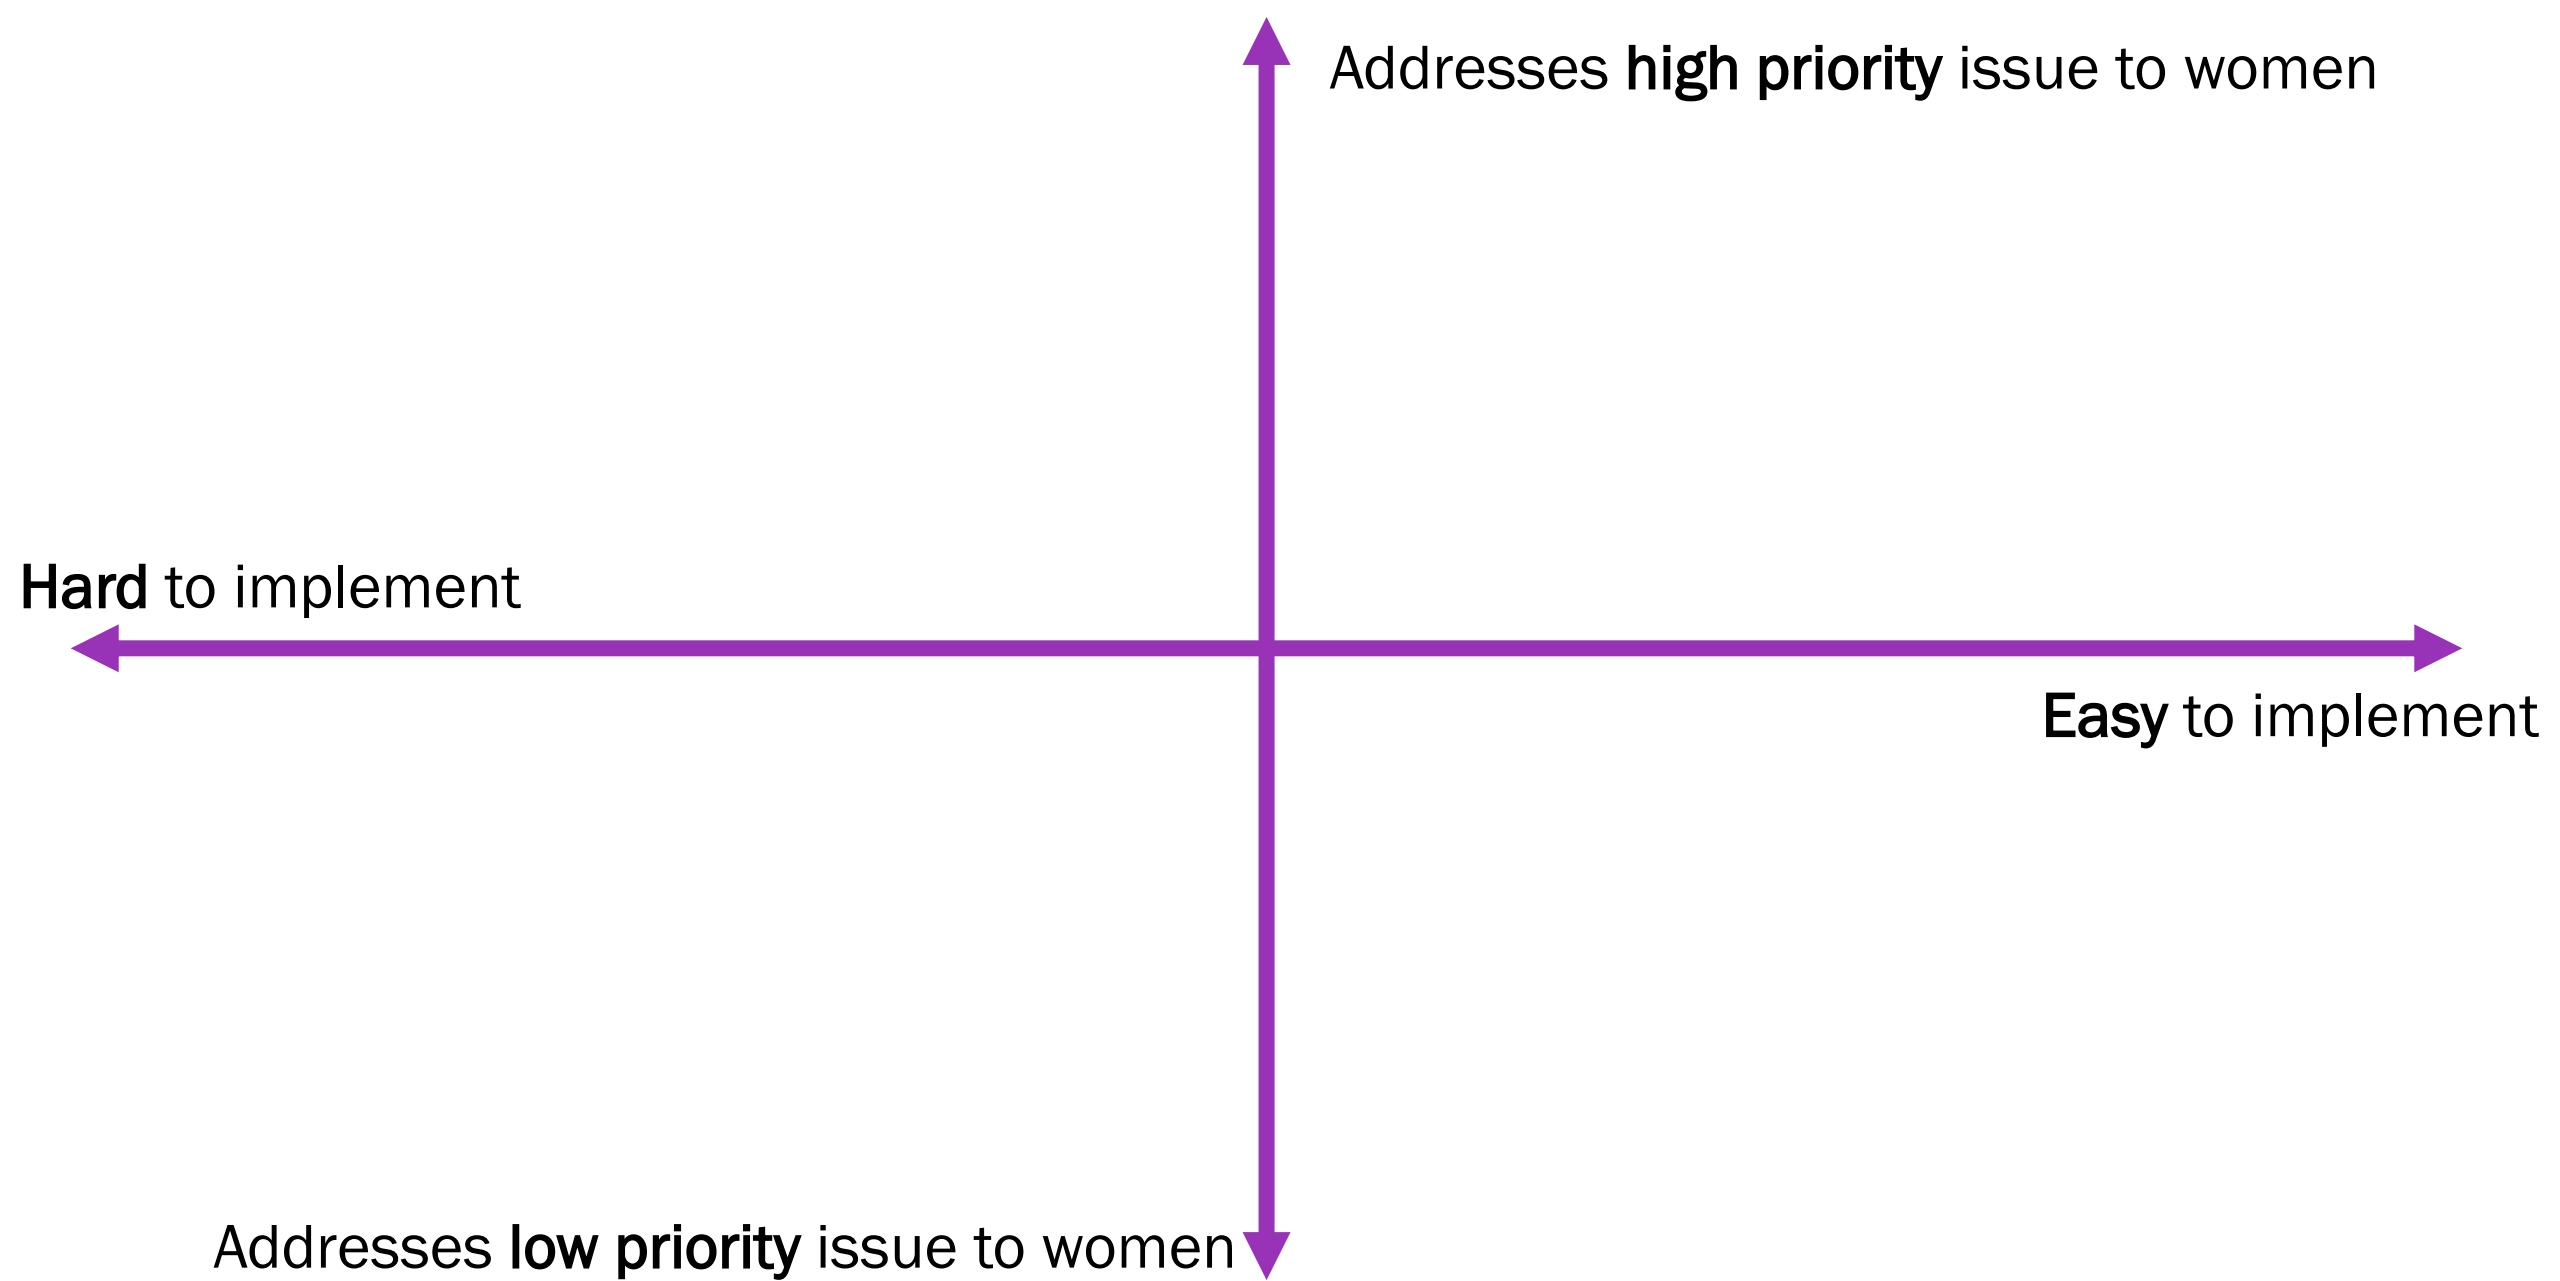 Addresses high priority issue to women
Hard to implement
Easy to implement
Addresses low priority issue to women